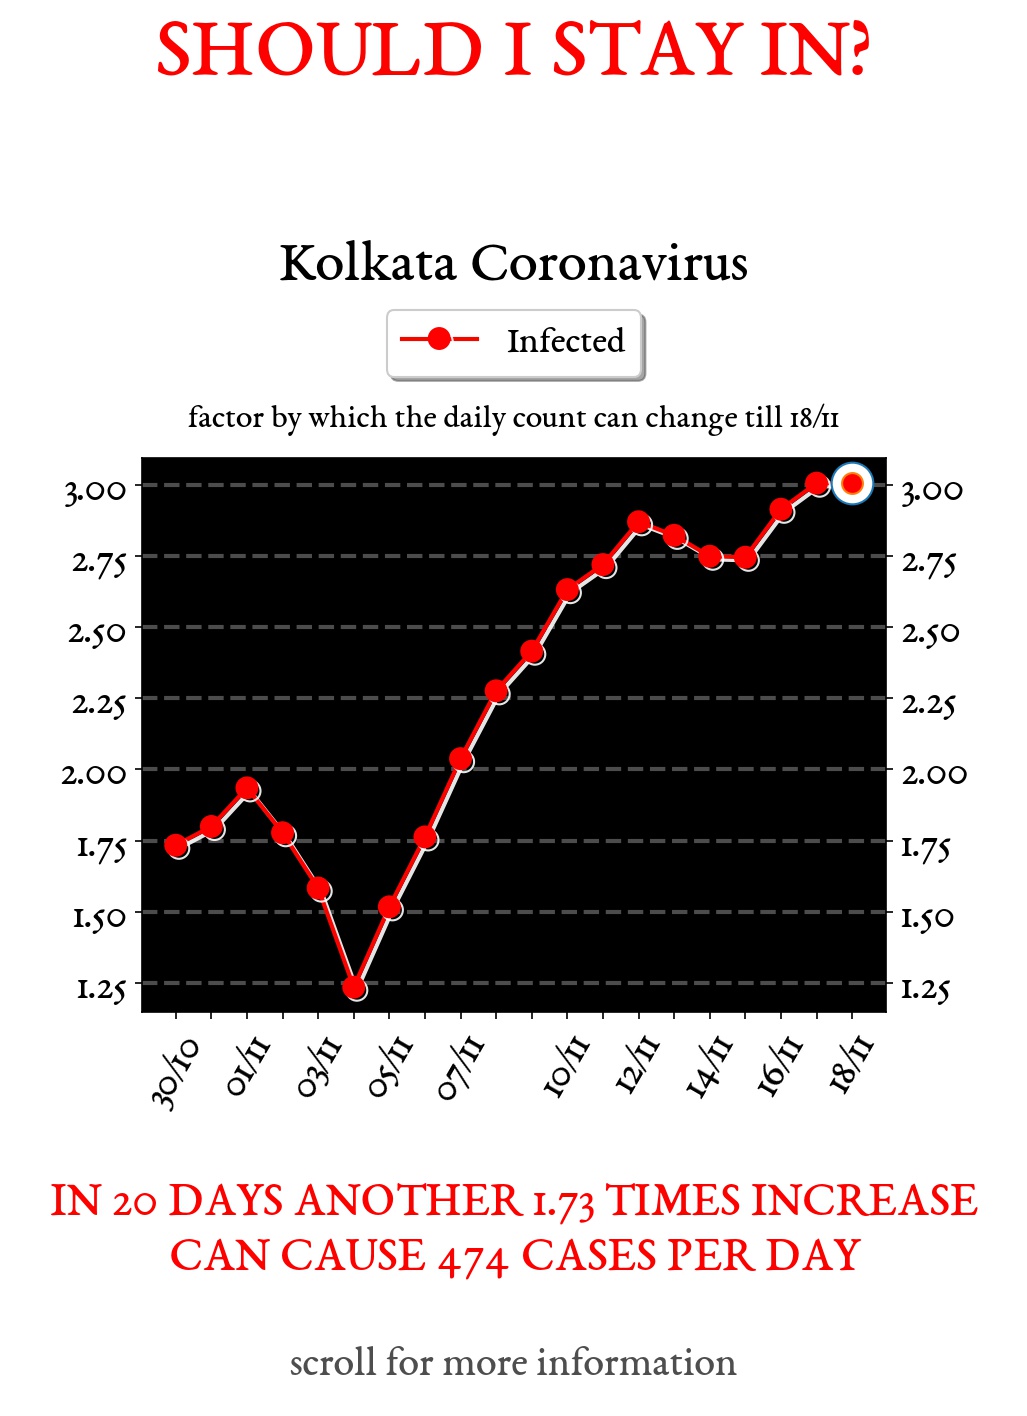 SHOULD I STAY IN?
Kolkata Coronavirus
Infected
factor by which the daily count can change till 18/11
3.00 3.00
2.75 2.75
2.50 2.50
2.25 2.25
2.00 2.00
1.75 1.75
1.50 1.50
1.25 1.25
30/10 01/11 03/11 05/11 07/11 10/11 12/11 14/11 16/11 18/11
IN 20 DAYS ANOTHER 1.73 TIMES INCREASE
CAN CAUSE 474 CASES PER DAY
scroll for more information